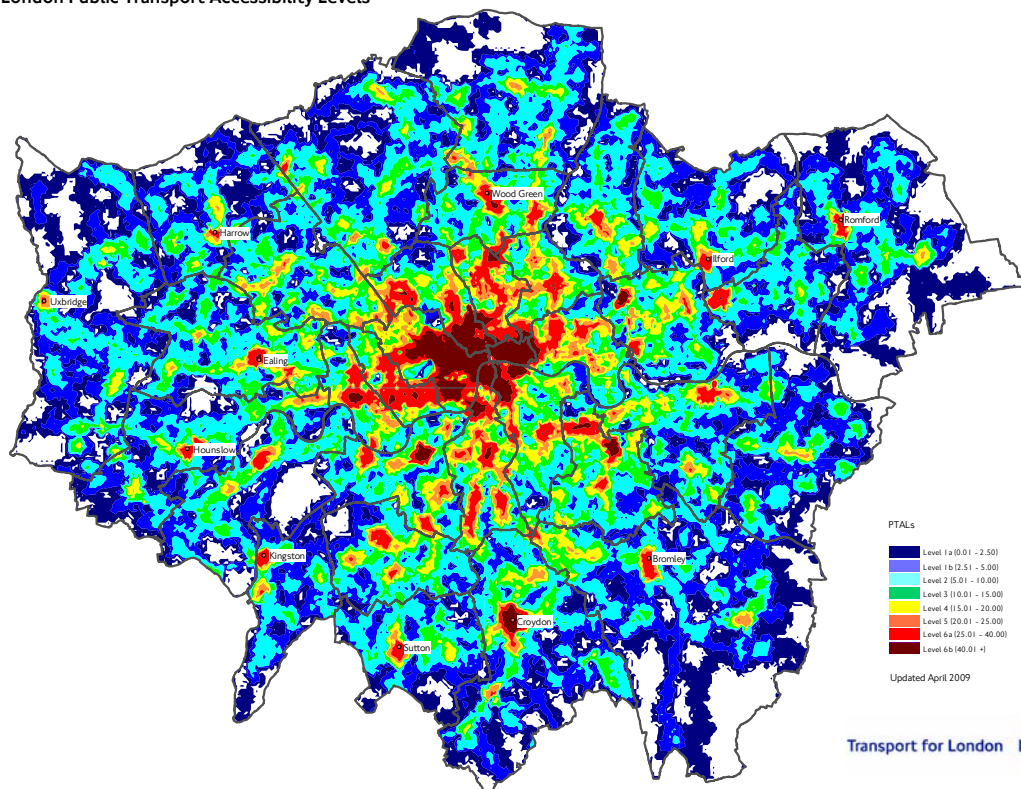 London Public Transport Accessibility Levels
Wood Green
Romford
Harrow
Ilford
Uxbridge
Ealing
Hounslow
Kingston
Bromley
Croydon
Sutton
PTALs
Level 1a (0.01 - 2.50)
Level 1b (2.51 - 5.00)
Level 2 (5.01 - 10.00)
Level 3 (10.01 - 15.00)
Level 4 (15.01 - 20.00)
Level 5 (20.01 - 25.00)
Level 6a (25.01 - 40.00)
Level 6b (40.01 +)
Updated April 2009
Transport for London